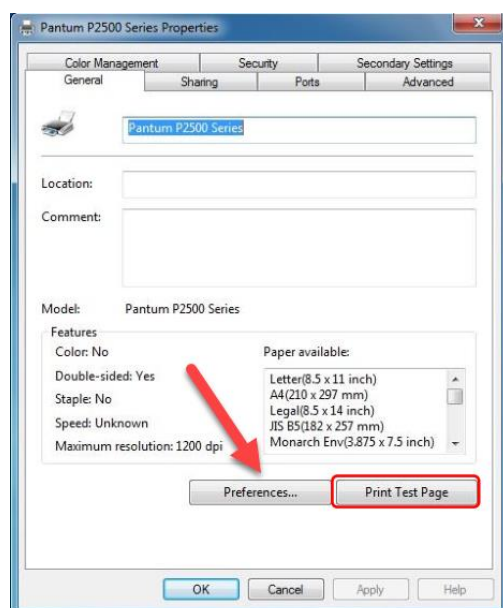 Pantum P2500 Series Properties
Color Management Security Secondary Settings
General Sharing Ports Advanced
Pantum P2500 Series
Location:
Comment:
Model: Pantum P2500 Series
Features
Color: No
Double-sided: Yes
Staple: No
Speed: Unknown
Maximum resolution: 1200 dpi
Paper available:
Letter(8.5 x 11 inch)
A4(210 x 297 mm)
Legal(8.5 x 14 inch)
JIS B5(182 x 257 mm)
Monarch Env(3.875 x 7.5 inch)
Preferences... Print Test Page
OK Cancel Apply Help